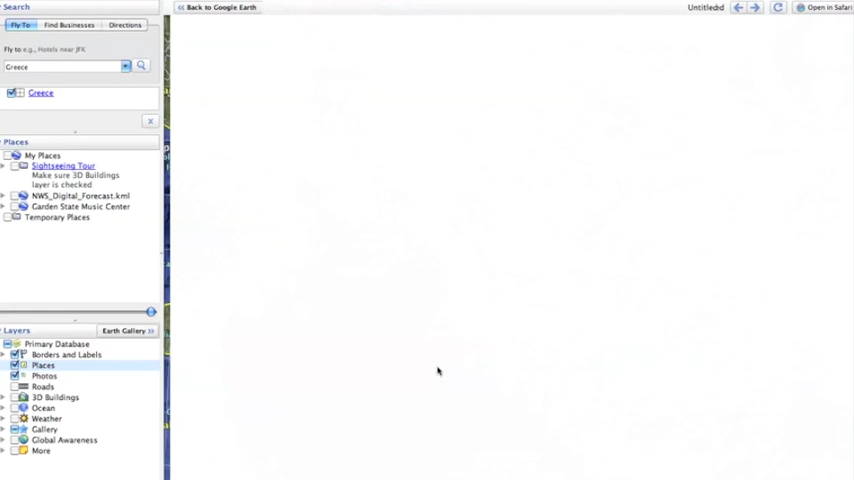 Search
<< Back to Google Earth
Untitledid
Open in Safari
Fly To
Find Businesses
Directions
Fly to e.g., Hotels near JFK
Greece
Greece
Places
My Places
Sightseeing Tour
Make sure 3D Buildings
layer is checked
NWS_Digital_Forecast.kml
Garden State Music Center
Temporary Places
Layers
Earth Gallery >>
Primary Database
Borders and Labels
Places
Photos
Roads
3D Buildings
Ocean
Weather
Gallery
Global Awareness
More